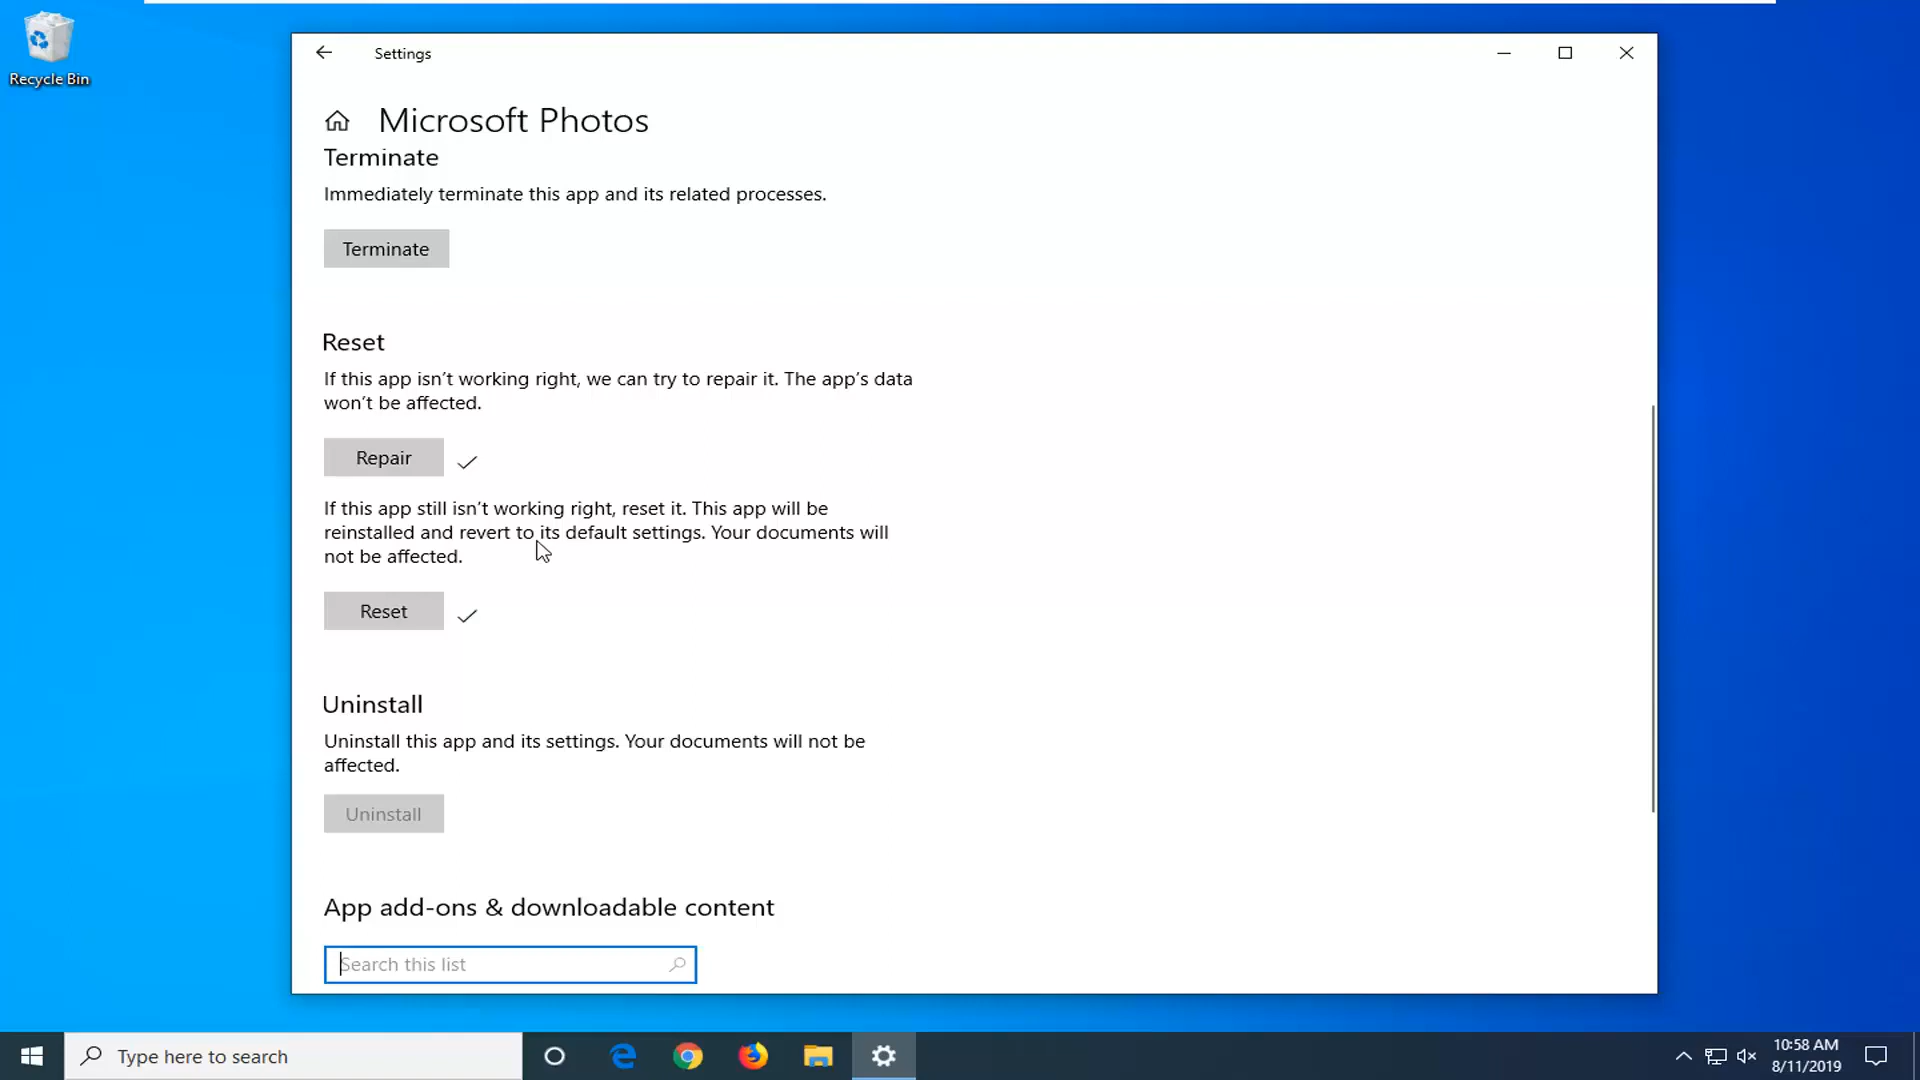 Recycle Bin
Settings
Microsoft Photos
Terminate
Immediately terminate this app and its related processes.
Terminate
Reset
If this app isn’t working right, we can try to repair it. The app’s data
won’t be affected.
Repair
If this app still isn’t working right, reset it. This app will be
reinstalled and revert to its default settings. Your documents will
not be affected.
Reset
Uninstall
Uninstall this app and its settings. Your documents will not be
affected.
Uninstall
App add-ons & downloadable content
Search this list
Type here to search
10:58 AM
8/11/2019